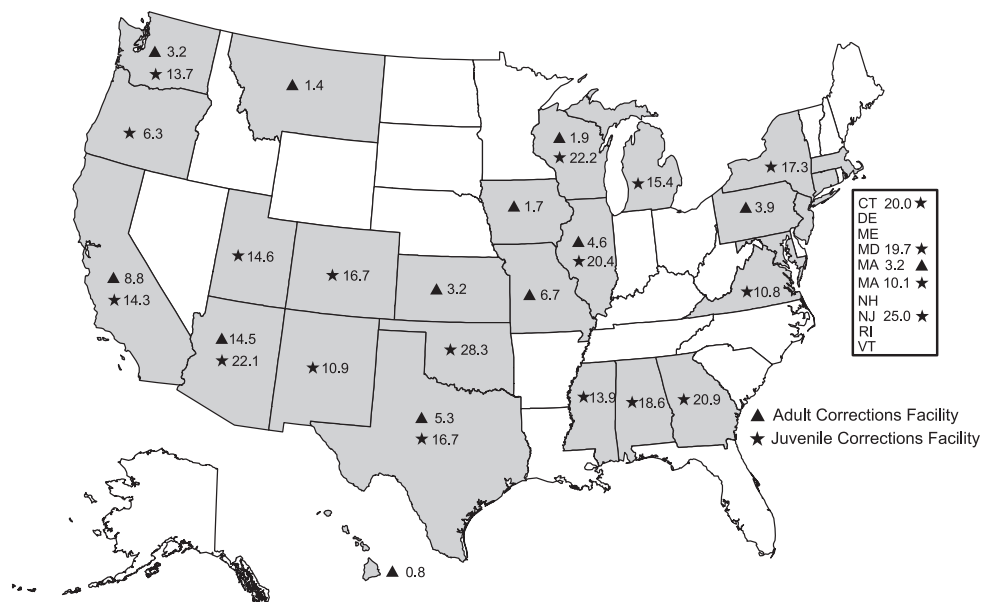 ▲ 3.2
★ 13.7
▲ 1.4
★ 6.3
▲ 1.9
★ 22.2
★ 15.4
★ 17.3
▲ 1.7
▲ 3.9
CT 20.0 ★
DE
ME
MD 19.7 ★
MA 3.2 ▲
MA 10.1 ★
NH
NJ 25.0 ★
RI
VT
▲ 4.6
★ 20.4
★ 14.6
★ 16.7
▲ 8.8
★ 14.3
▲ 3.2
▲ 6.7
★ 10.8
▲ 14.5
★ 22.1
★ 10.9
★ 28.3
▲ 5.3
★ 16.7
★ 13.9
★ 18.6
★ 20.9
▲ Adult Corrections Facility
★ Juvenile Corrections Facility
▲ 0.8